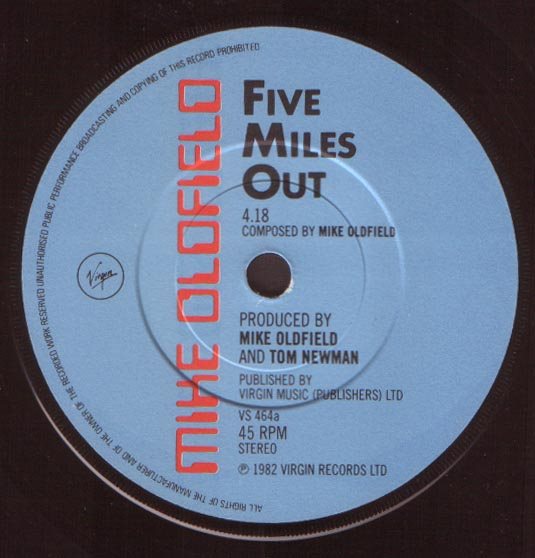 ALL RIGHTS OF THE MANUFACTURER AND OF THE OWNER OF THE RECORDED WORK RESERVED UNAUTHORISED PUBLIC PERFORMANCE BROADCASTING AND COPYING OF THIS RECORD PROHIBITED
MIKE OLDFIELD
FIVE
MILES
OUT
4.18
COMPOSED BY MIKE OLDFIELD
Virgin
PRODUCED BY
MIKE OLDFIELD
AND TOM NEWMAN
PUBLISHED BY
VIRGIN MUSIC (PUBLISHERS) LTD
VS 464a
45 RPM
STEREO
℗ 1982 VIRGIN RECORDS LTD